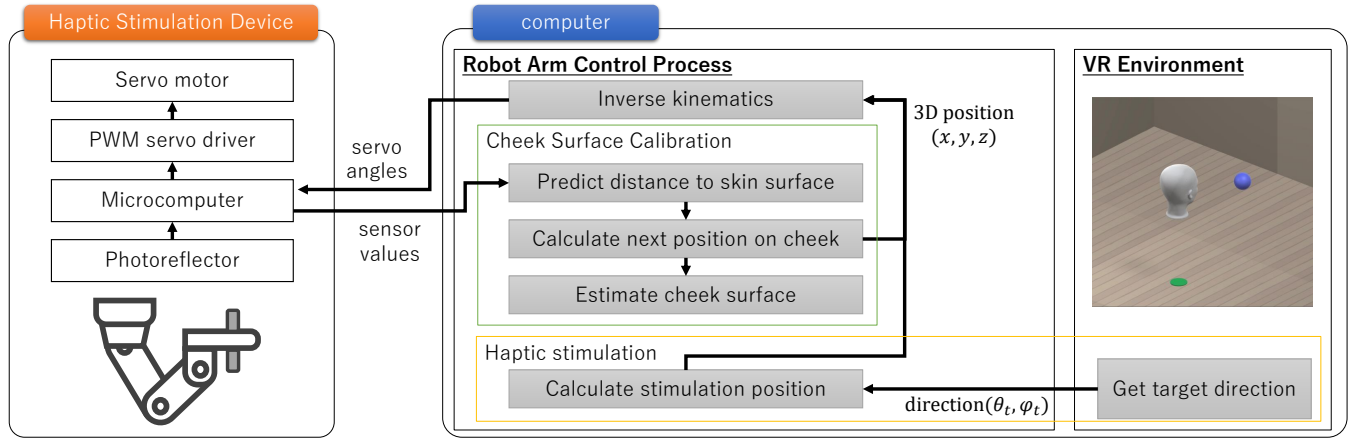 Haptic Stimulation Device
Servo motor
PWM servo driver
Microcomputer
Photoreflector
servo
angles
sensor
values
computer
Robot Arm Control Process
Inverse kinematics
3D position
(x, y, z)
Cheek Surface Calibration
Predict distance to skin surface
Calculate next position on cheek
Estimate cheek surface
Haptic stimulation
Calculate stimulation position
direction(θₜ, φₜ)
VR Environment
Get target direction